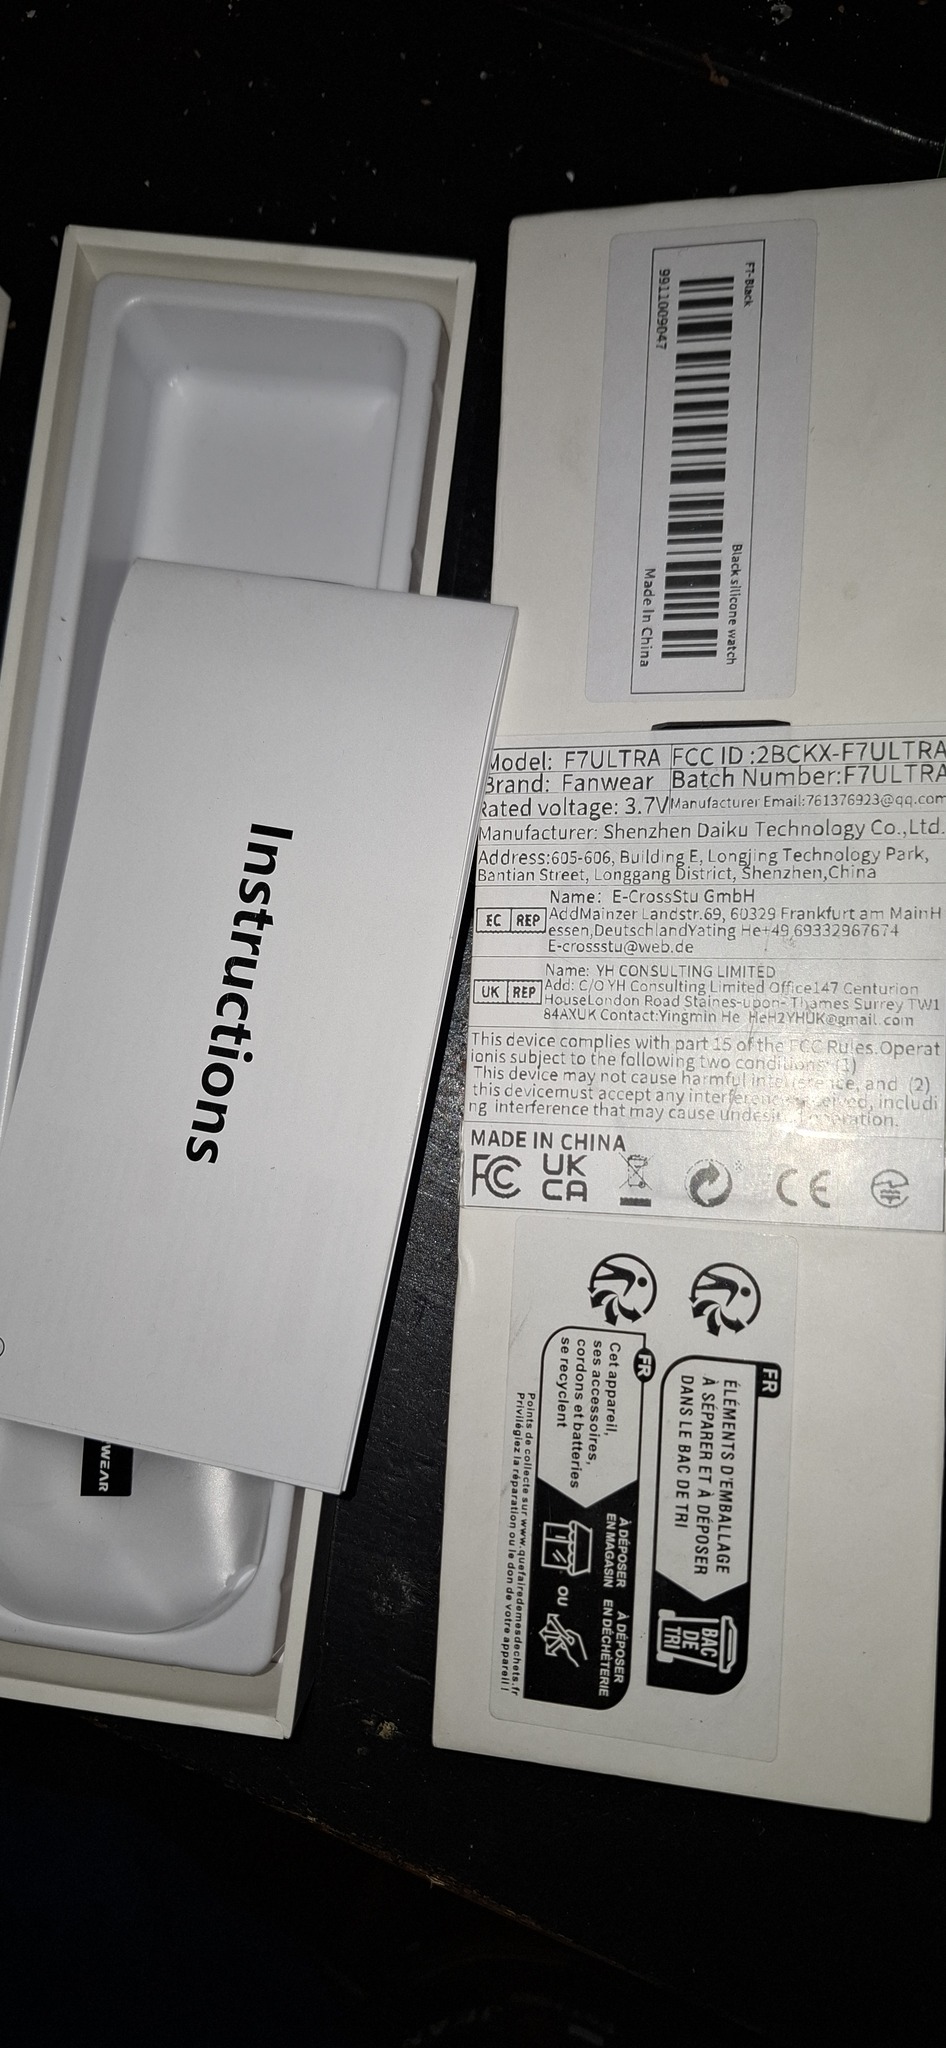 F7-Black
9911009047
Black silicone watch
Made In China
Instructions
WEAR
Model: F7ULTRA FCC ID :2BCKX-F7ULTRA
Brand: Fanwear Batch Number:F7ULTRA
Rated voltage: 3.7V Manufacturer Email:761376923@qq.com
Manufacturer: Shenzhen Daiku Technology Co.,Ltd.
Address:605-606, Building E, Longjing Technology Park,
Bantian Street, Longgang District, Shenzhen,China
EC REP
Name: E-CrossStu GmbH
AddMainzer Landstr.69, 60329 Frankfurt am MainH
essen,DeutschlandYating He+49,69332967674
E-crossstu@web.de
UK REP
Name: YH CONSULTING LIMITED
Add: C/O YH Consulting Limited Office147 Centurion
HouseLondon Road Staines-upon- Thames Surrey TW1
84AXUK Contact:Yingmin He HeH2YHUK@gmail.com
This device complies with part 15 of the FCC Rules.Operat
ionis subject to the following two conditions: (1)
This device may not cause harmful interference, and (2)
this devicemust accept any interference received, includi
ng interference that may cause operation.
MADE IN CHINA
FC
UK
CA
CE
FR
ÉLÉMENTS D'EMBALLAGE
À SÉPARER ET À DÉPOSER
DANS LE BAC DE TRI
BAC
DE
TRI
FR
Cet appareil,
ses accessoires,
cordons et batteries
se recyclent
À DÉPOSER
EN MAGASIN
OU
À DÉPOSER
EN DÉCHÈTERIE
Points de collecte sur www.quefairedemesdechets.fr
Privilégiez la réparation ou le don de votre appareil !